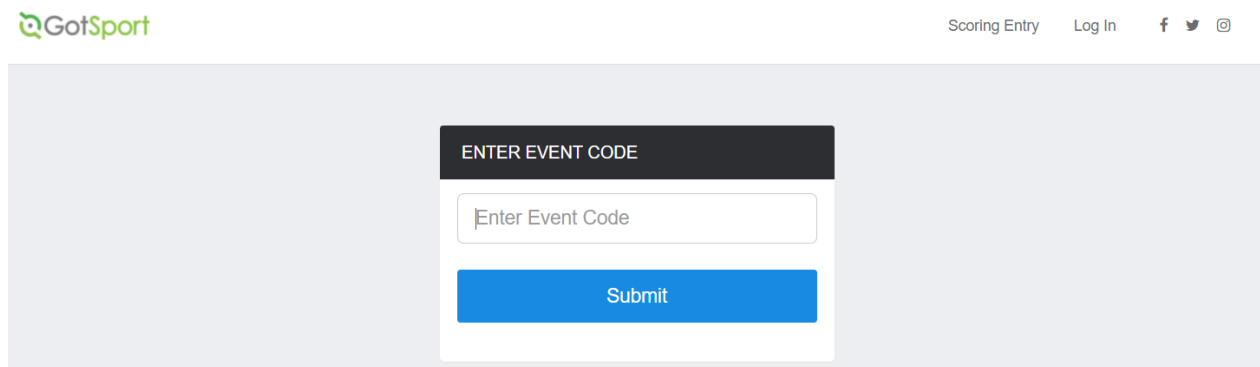 GotSport
Scoring Entry Log In
ENTER EVENT CODE
Enter Event Code
Submit